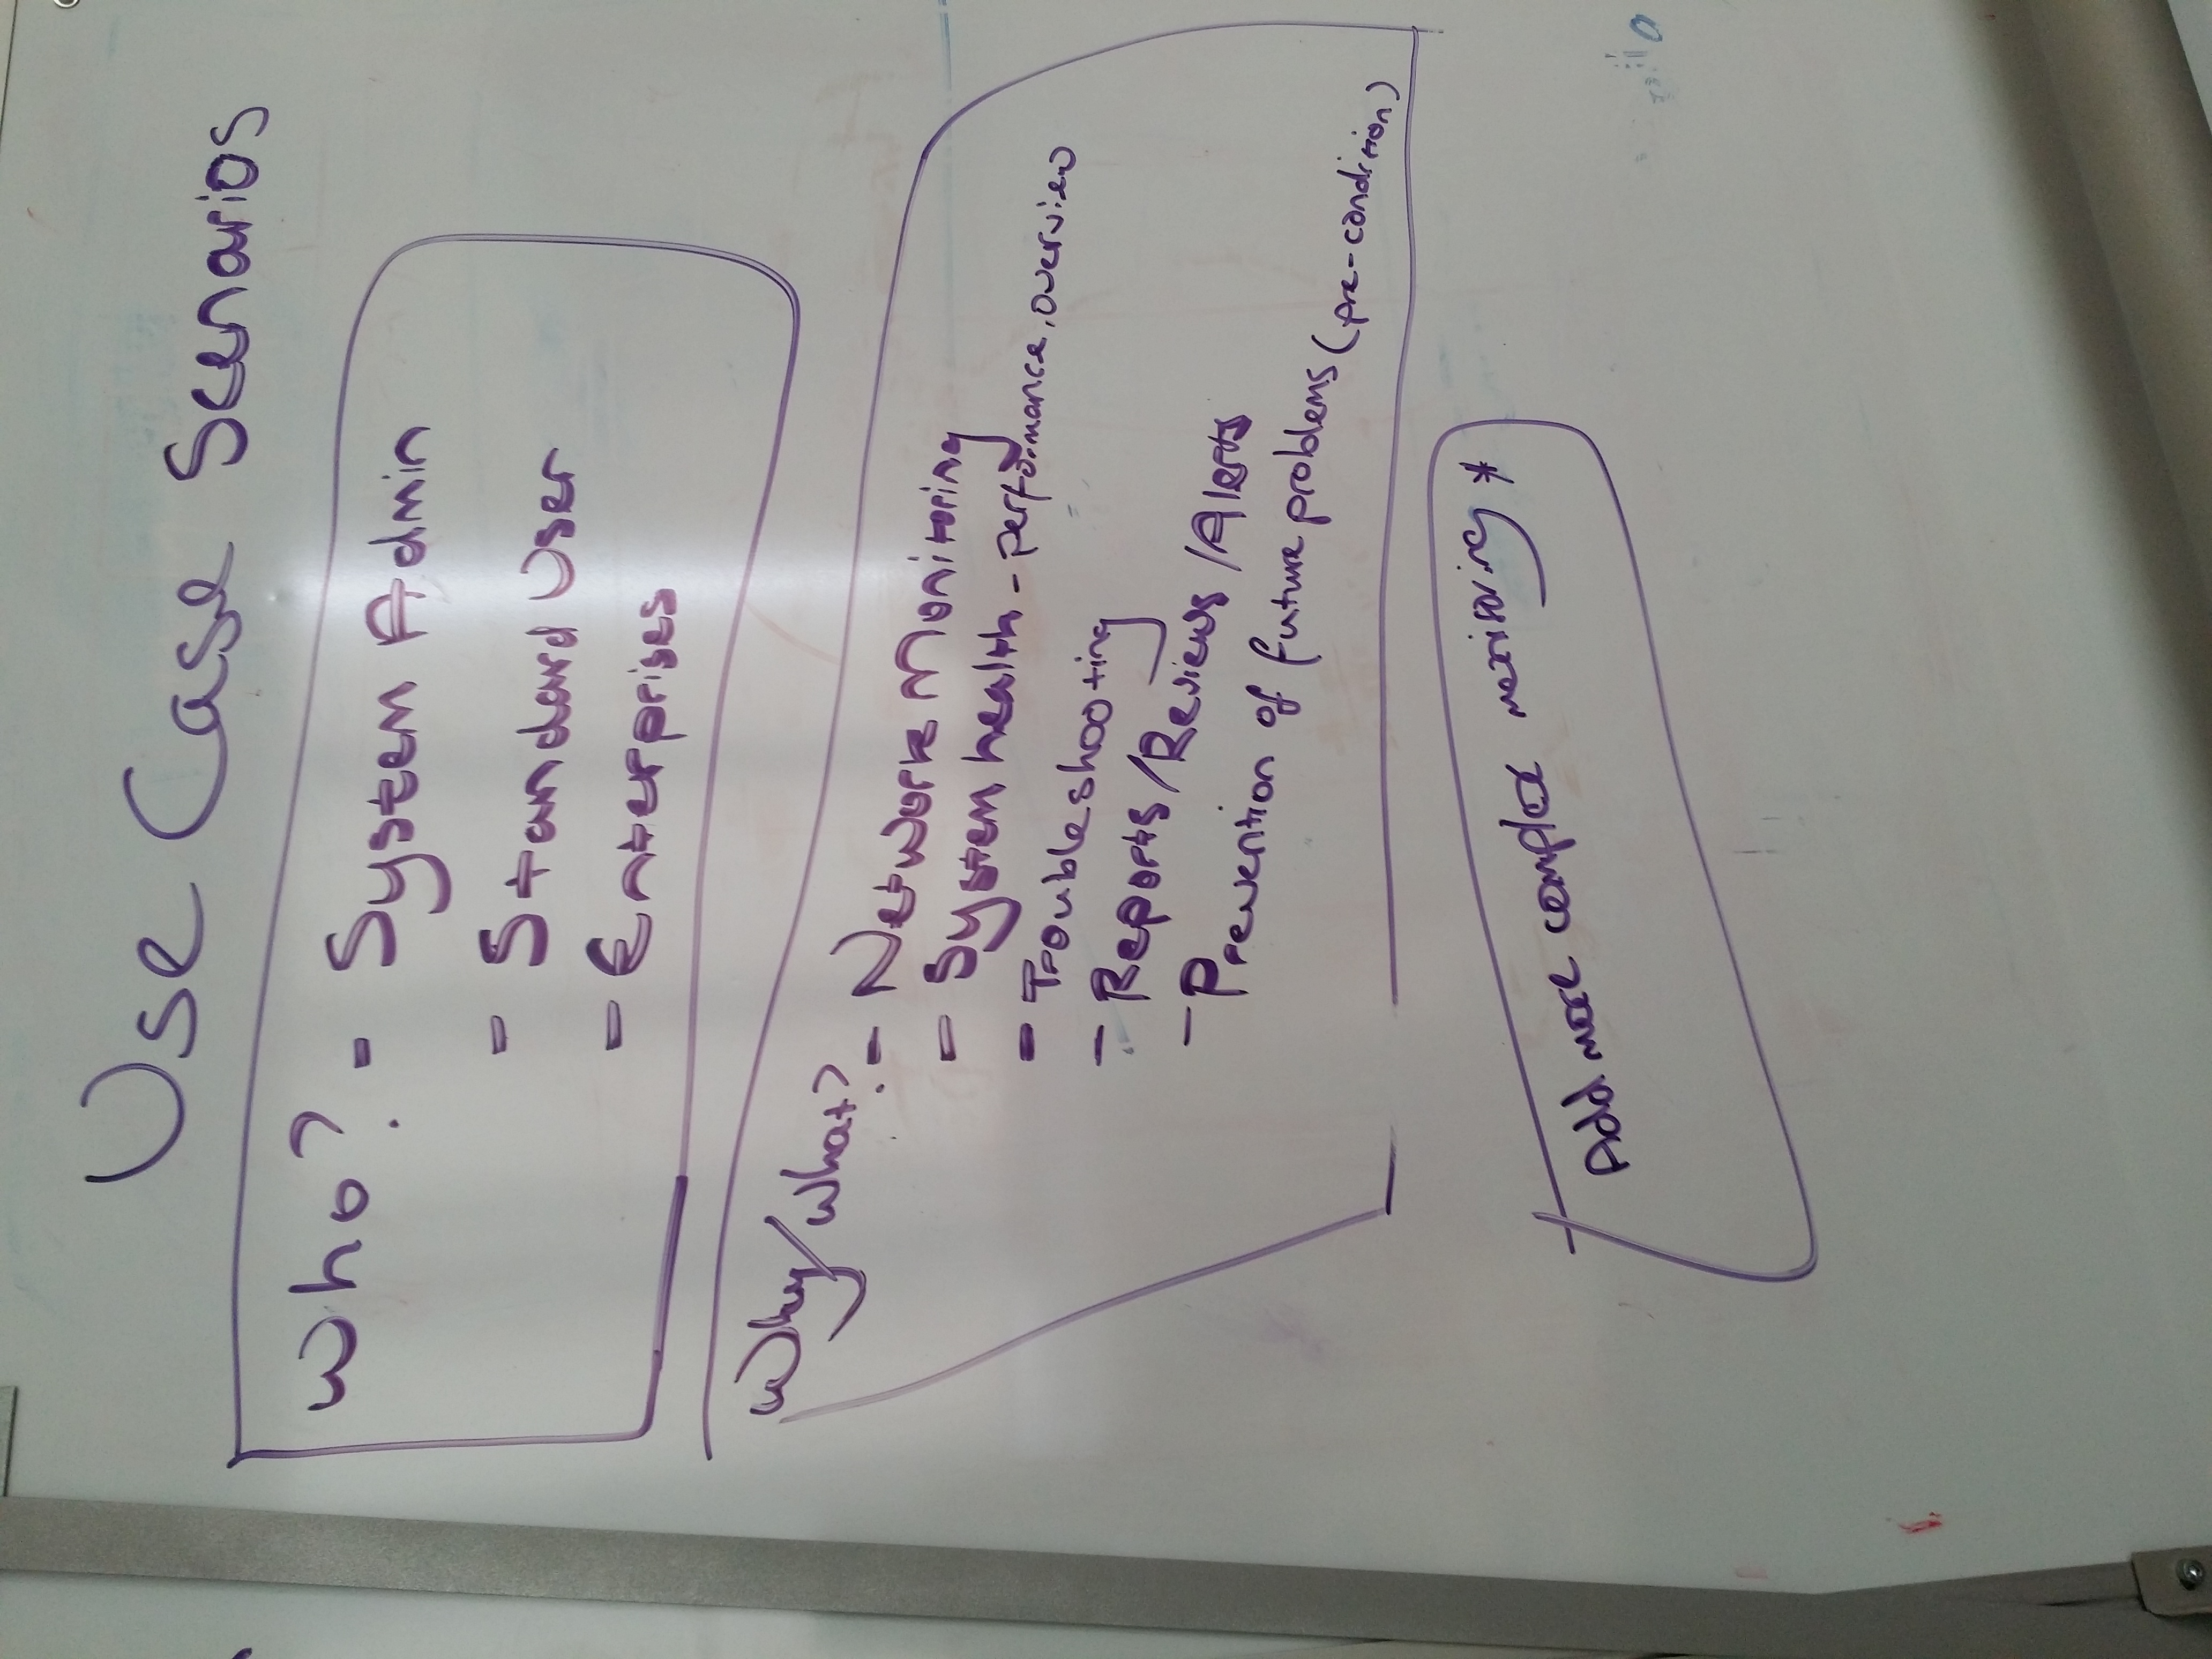 Use Case Scenarios
Who? - System Admin
- Standard User
- Enterprises
Why/What? - Network Monitoring
- System health - performance, overview
- Troubleshooting
- Reports/Reviews/Alerts
- Prevention of future problems (pre-condition)
Add more complex monitoring *